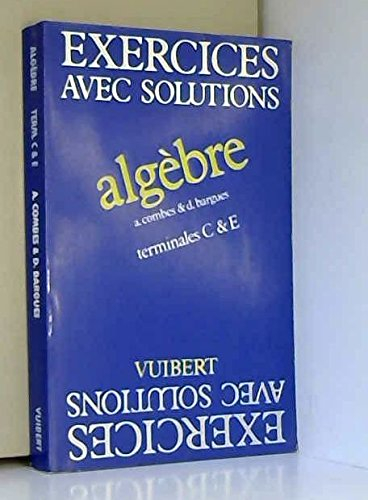 EXERCICES
AVEC SOLUTIONS
algèbre
a. combes & d. bargues
terminales C & E
VUIBERT
AVEC SOLUTIONS
EXERCICES
ALGÈBRE TERM. C & E A. COMBES & D. BARGUES VUIBERT